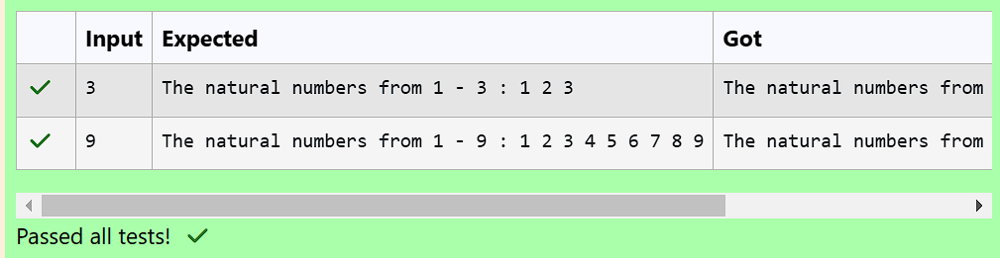 Input Expected Got
3 The natural numbers from 1 - 3 : 1 2 3 The natural numbers from
9 The natural numbers from 1 - 9 : 1 2 3 4 5 6 7 8 9 The natural numbers from
Passed all tests!